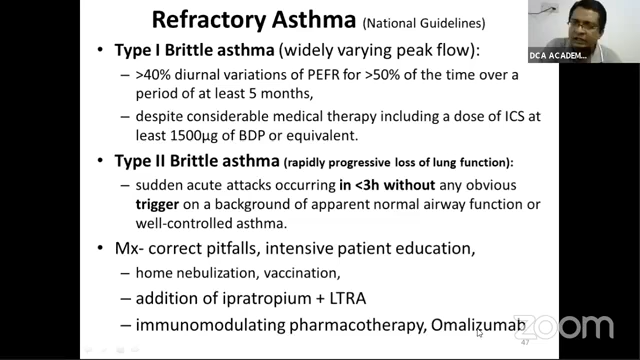 Refractory Asthma (National Guidelines)
• Type I Brittle asthma (widely varying peak flow):
– >40% diurnal variations of PEFR for >50% of the time over a
period of at least 5 months,
– despite considerable medical therapy including a dose of ICS at
least 1500µg of BDP or equivalent.
• Type II Brittle asthma (rapidly progressive loss of lung function):
– sudden acute attacks occurring in <3h without any obvious
trigger on a background of apparent normal airway function or
well-controlled asthma.
• Mx- correct pitfalls, intensive patient education,
– home nebulization, vaccination,
– addition of ipratropium + LTRA
– immunomodulating pharmacotherapy, Omalizumab
47
DCA ACADEM...
zoom